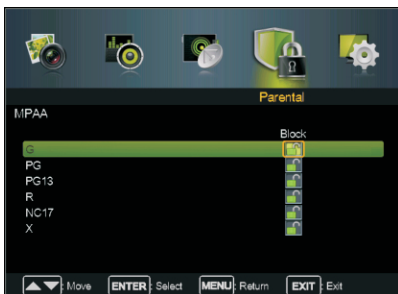 Parental
MPAA
Block
G
PG
PG13
R
NC17
X
▲▼: Move ENTER: Select MENU: Return EXIT: Exit